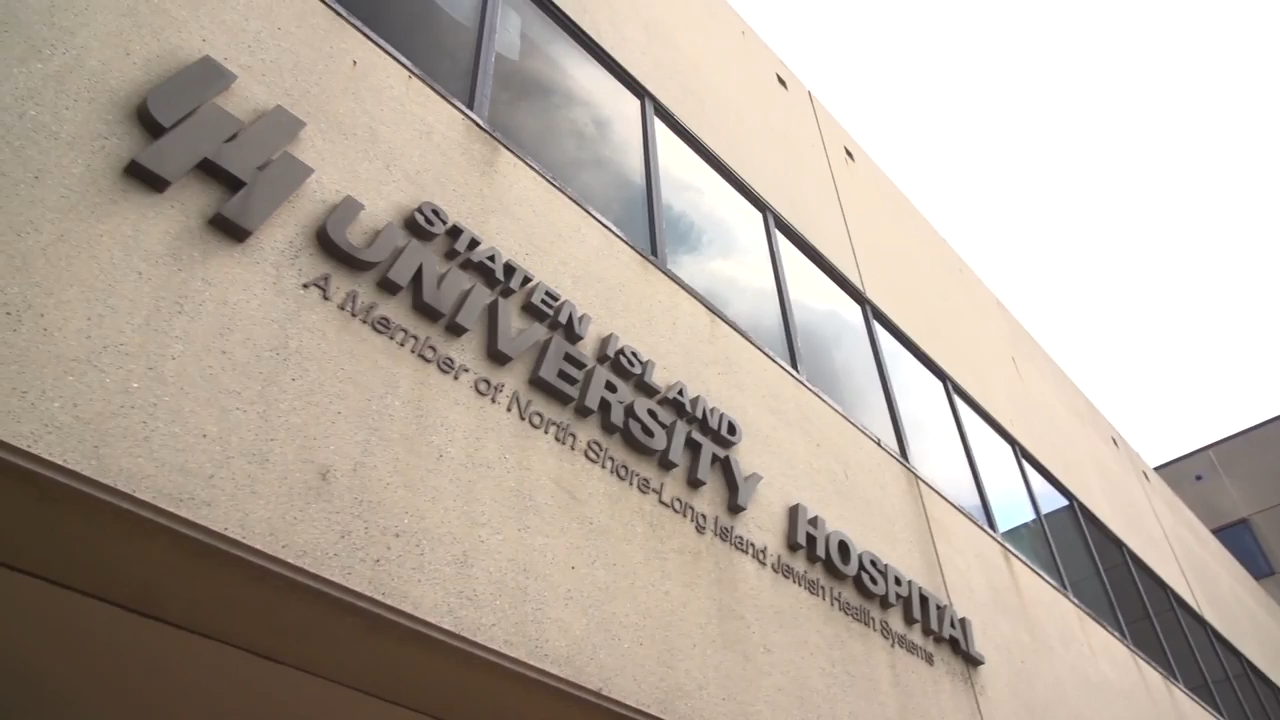 STATEN ISLAND
UNIVERSITY HOSPITAL
A Member of North Shore-Long Island Jewish Health Systems